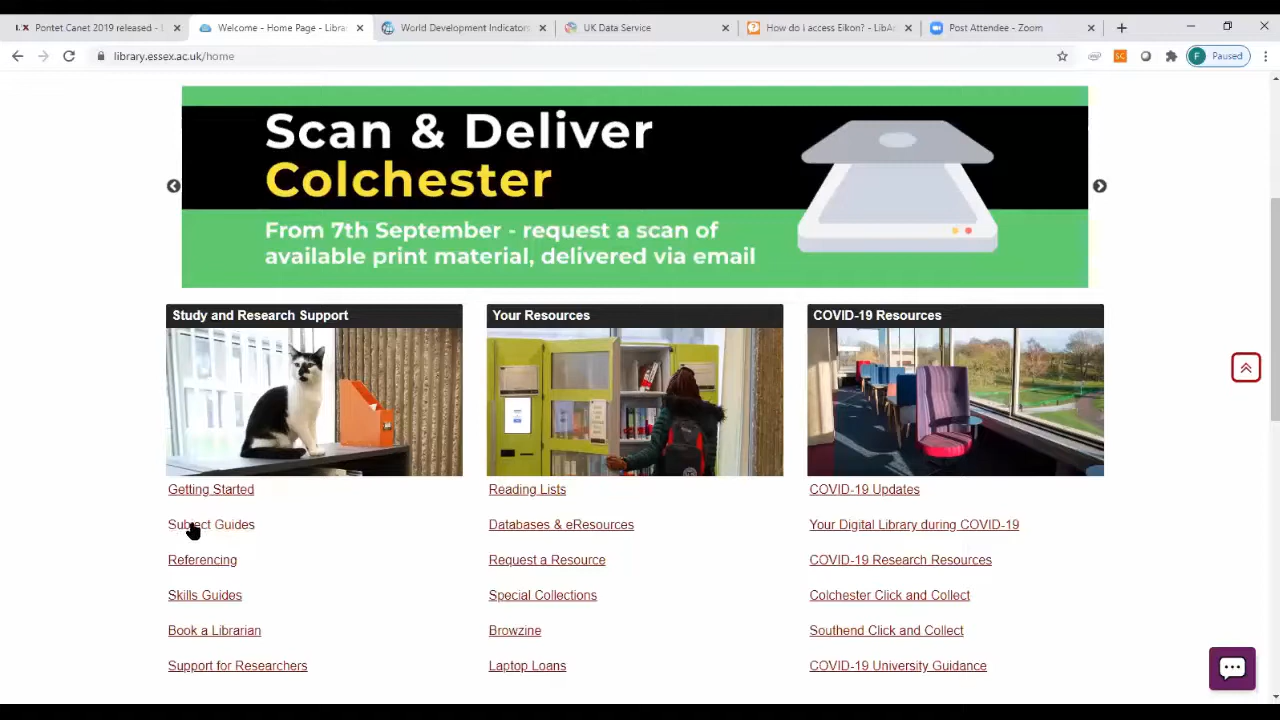 Pontet Canet 2019 released - L
Welcome - Home Page - Librar
World Development Indicators
UK Data Service
How do I access Eikon? - LibAn
Post Attendee - Zoom
library.essex.ac.uk/home
F Paused
Scan & Deliver
Colchester
From 7th September - request a scan of
available print material, delivered via email
Study and Research Support
Your Resources
COVID-19 Resources
Getting Started
Reading Lists
COVID-19 Updates
Subject Guides
Databases & eResources
Your Digital Library during COVID-19
Referencing
Request a Resource
COVID-19 Research Resources
Skills Guides
Special Collections
Colchester Click and Collect
Book a Librarian
Browzine
Southend Click and Collect
Support for Researchers
Laptop Loans
COVID-19 University Guidance